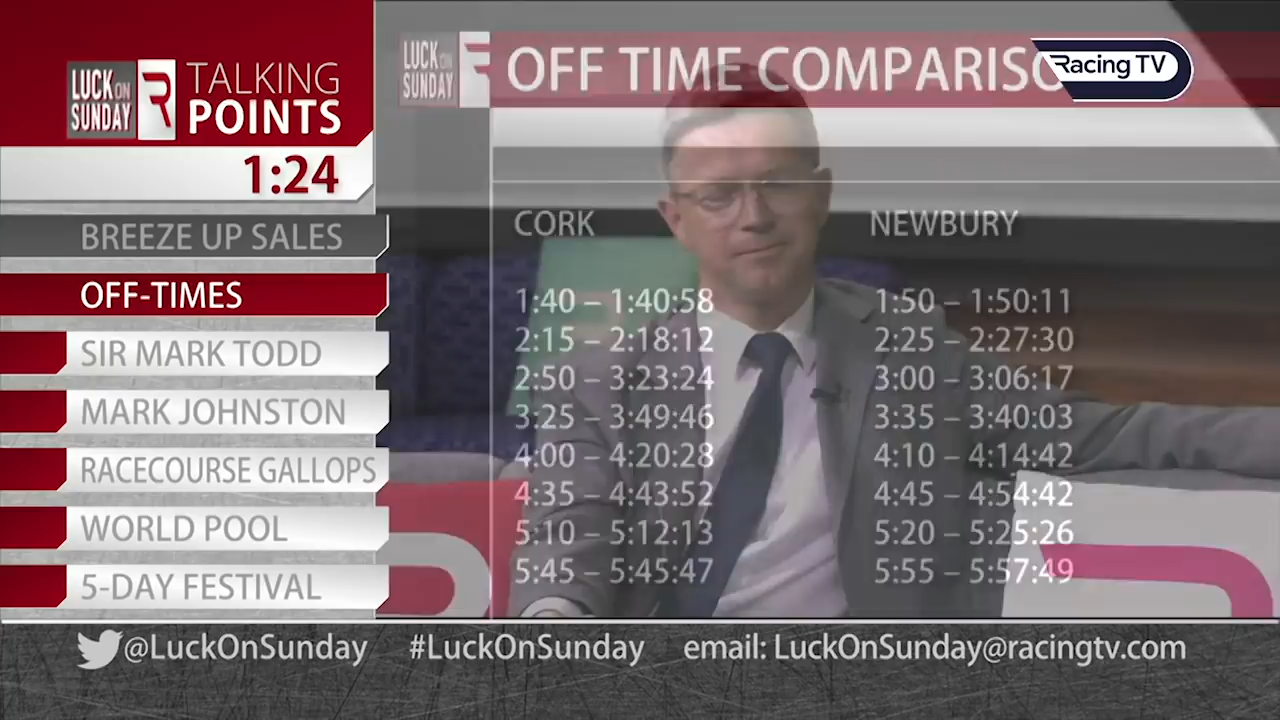 LUCK ON SUNDAY
TALKING POINTS
1:24
BREEZE UP SALES
OFF-TIMES
SIR MARK TODD
MARK JOHNSTON
RACECOURSE GALLOPS
WORLD POOL
5-DAY FESTIVAL
LUCK ON SUNDAY
OFF TIME COMPARISO
Racing TV
CORK NEWBURY
1:40 – 1:40:58 1:50 – 1:50:11
2:15 – 2:18:12 2:25 – 2:27:30
2:50 – 3:23:24 3:00 – 3:06:17
3:25 – 3:49:46 3:35 – 3:40:03
4:00 – 4:20:28 4:10 – 4:14:42
4:35 – 4:43:52 4:45 – 4:54:42
5:10 – 5:12:13 5:20 – 5:25:26
5:45 – 5:45:47 5:55 – 5:57:49
@LuckOnSunday #LuckOnSunday email: LuckOnSunday@racingtv.com